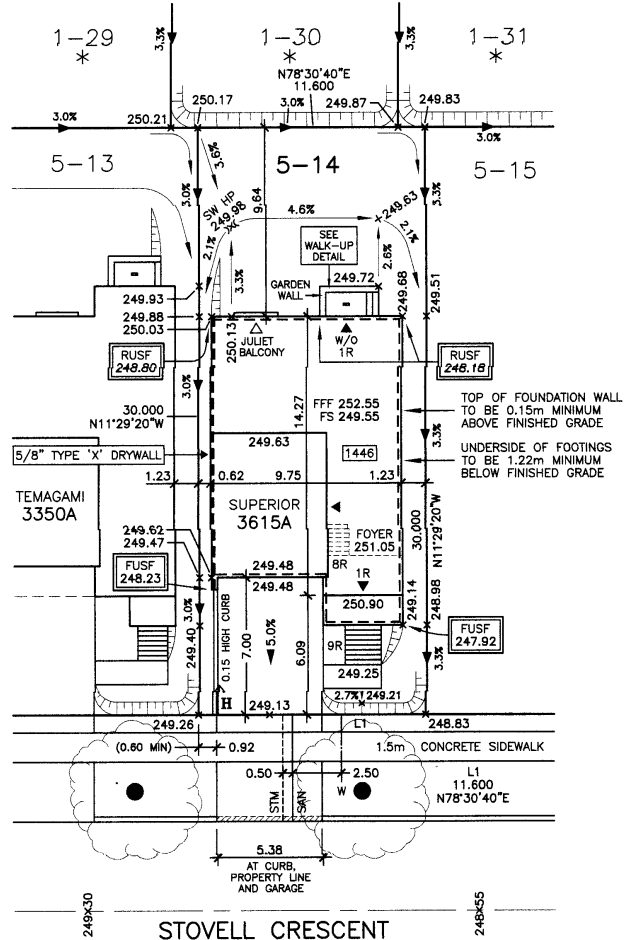 1-29
1-30
1-31
*
*
*
3.3%
3.3%
N78°30'40"E
11.600
3.0%
250.21
250.17
3.0%
249.87
249.83
3.0%
5-13
5-14
5-15
3.0%
3.6%
9.64
3.3%
SW HP
249.98
4.6%
249.63
2.1%
2.1%
3.3%
2.6%
SEE
WALK-UP
DETAIL
249.72
GARDEN
WALL
249.68
249.51
249.93
249.88
250.03
250.13
JULIET
BALCONY
W/O
1R
RUSF
248.80
RUSF
248.18
3.0%
14.27
FFF 252.55
FS 249.55
TOP OF FOUNDATION WALL
TO BE 0.15m MINIMUM
ABOVE FINISHED GRADE
30.000
N11°29'20"W
249.63
3.3%
5/8" TYPE 'X' DRYWALL
1446
UNDERSIDE OF FOOTINGS
TO BE 1.22m MINIMUM
BELOW FINISHED GRADE
1.23
0.62
9.75
1.23
TEMAGAMI
3350A
SUPERIOR
3615A
30.000
N11°29'20"W
249.62
249.47
FOYER
251.05
8R
FUSF
248.23
249.48
249.48
1R
250.90
249.14
248.98
3.0%
0.15 HIGH CURB
7.00
5.0%
6.09
9R
FUSF
247.92
249.40
249.25
3.3%
H
249.13
2.7%
249.21
249.26
L1
248.83
(0.60 MIN)
0.92
1.5m CONCRETE SIDEWALK
0.50
2.50
L1
11.600
N78°30'40"E
STM
SAN
W
5.38
AT CURB,
PROPERTY LINE
AND GARAGE
249x30
248x55
STOVELL CRESCENT